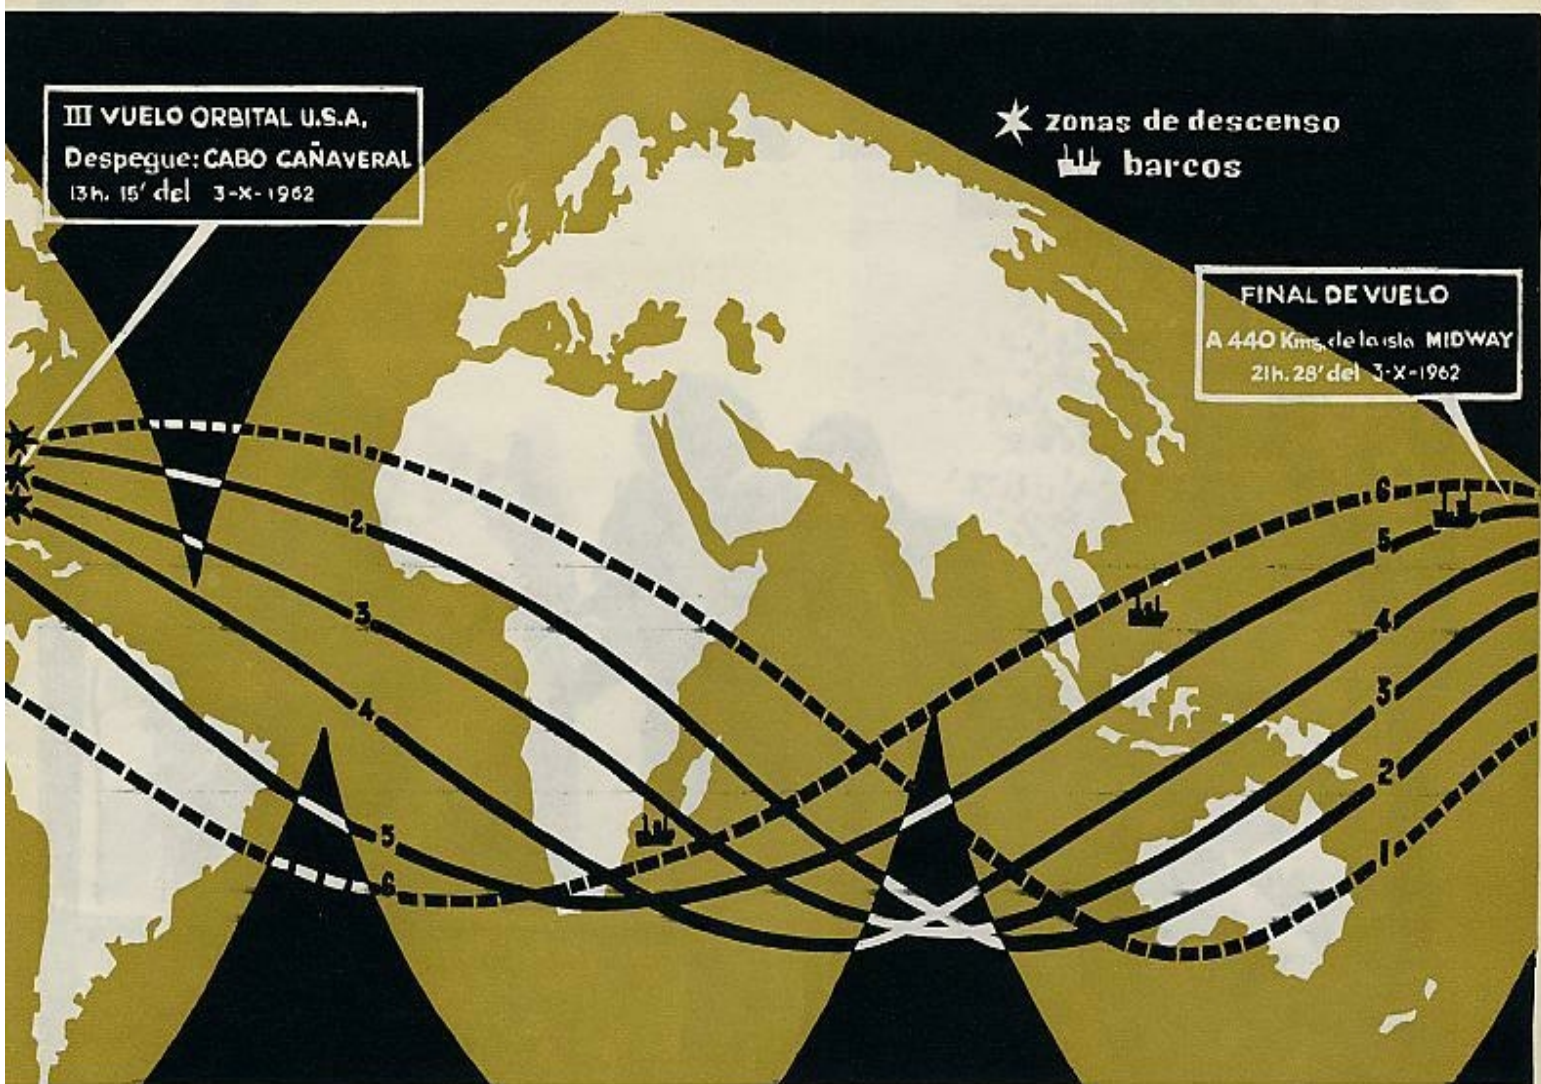 III VUELO ORBITAL U.S.A.
Despegue: CABO CAÑAVERAL
13h. 15' del 3-X-1962
zonas de descenso
barcos
FINAL DE VUELO
A 440 Kms. de la isla MIDWAY
21h. 28' del 3-X-1962
1
2
3
4
5
6
6
5
4
3
2
1